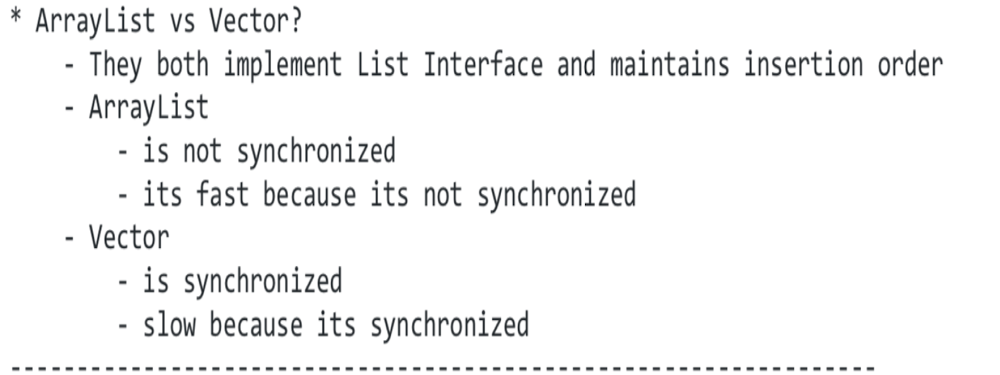 * ArrayList vs Vector?
- They both implement List Interface and maintains insertion order
- ArrayList
- is not synchronized
- its fast because its not synchronized
- Vector
- is synchronized
- slow because its synchronized
-----------------------------------------------------------------